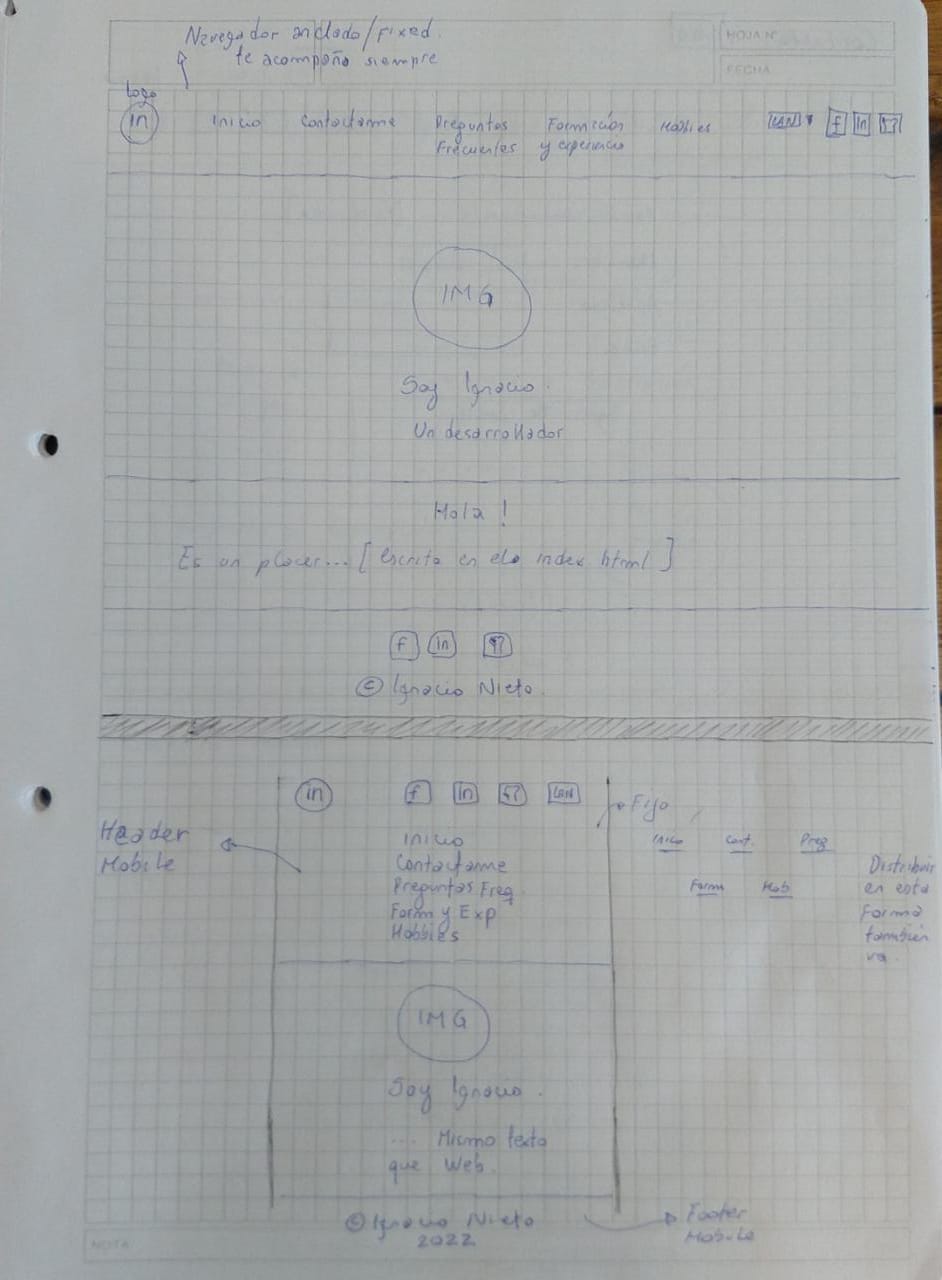 Navegador anclado/Fixed.
te acompaña siempre
HOJA Nº
FECHA
Logo
in
Inicio
Contactarme
Preguntas
Frecuentes
Formación
y experiencia
Hobbies
LAN
f
in
IMG
Soy Ignacio.
Un desarrollador
Hola!
Es un placer... [escrito en elo index html]
f
in
© Ignacio Nieto.
in
f
in
LAN
Fijo
Header
Mobile
Inicio
Contactarme
Preguntas Freq.
Form y Exp
Hobbies
Inicio
Cont.
Preg
Form
Hob
Distribuir
en esta
forma
también
va.
IMG
Soy Ignacio.
.... Mismo texto
que Web.
© Ignacio Nieto
2022
Footer
Mobile
NOTA